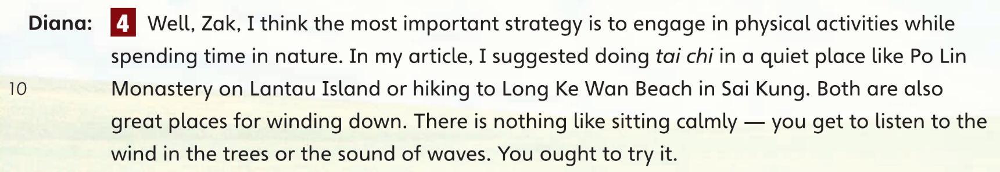 Diana: 4 Well, Zak, I think the most important strategy is to engage in physical activities while
spending time in nature. In my article, I suggested doing tai chi in a quiet place like Po Lin
10 Monastery on Lantau Island or hiking to Long Ke Wan Beach in Sai Kung. Both are also
great places for winding down. There is nothing like sitting calmly — you get to listen to the
wind in the trees or the sound of waves. You ought to try it.